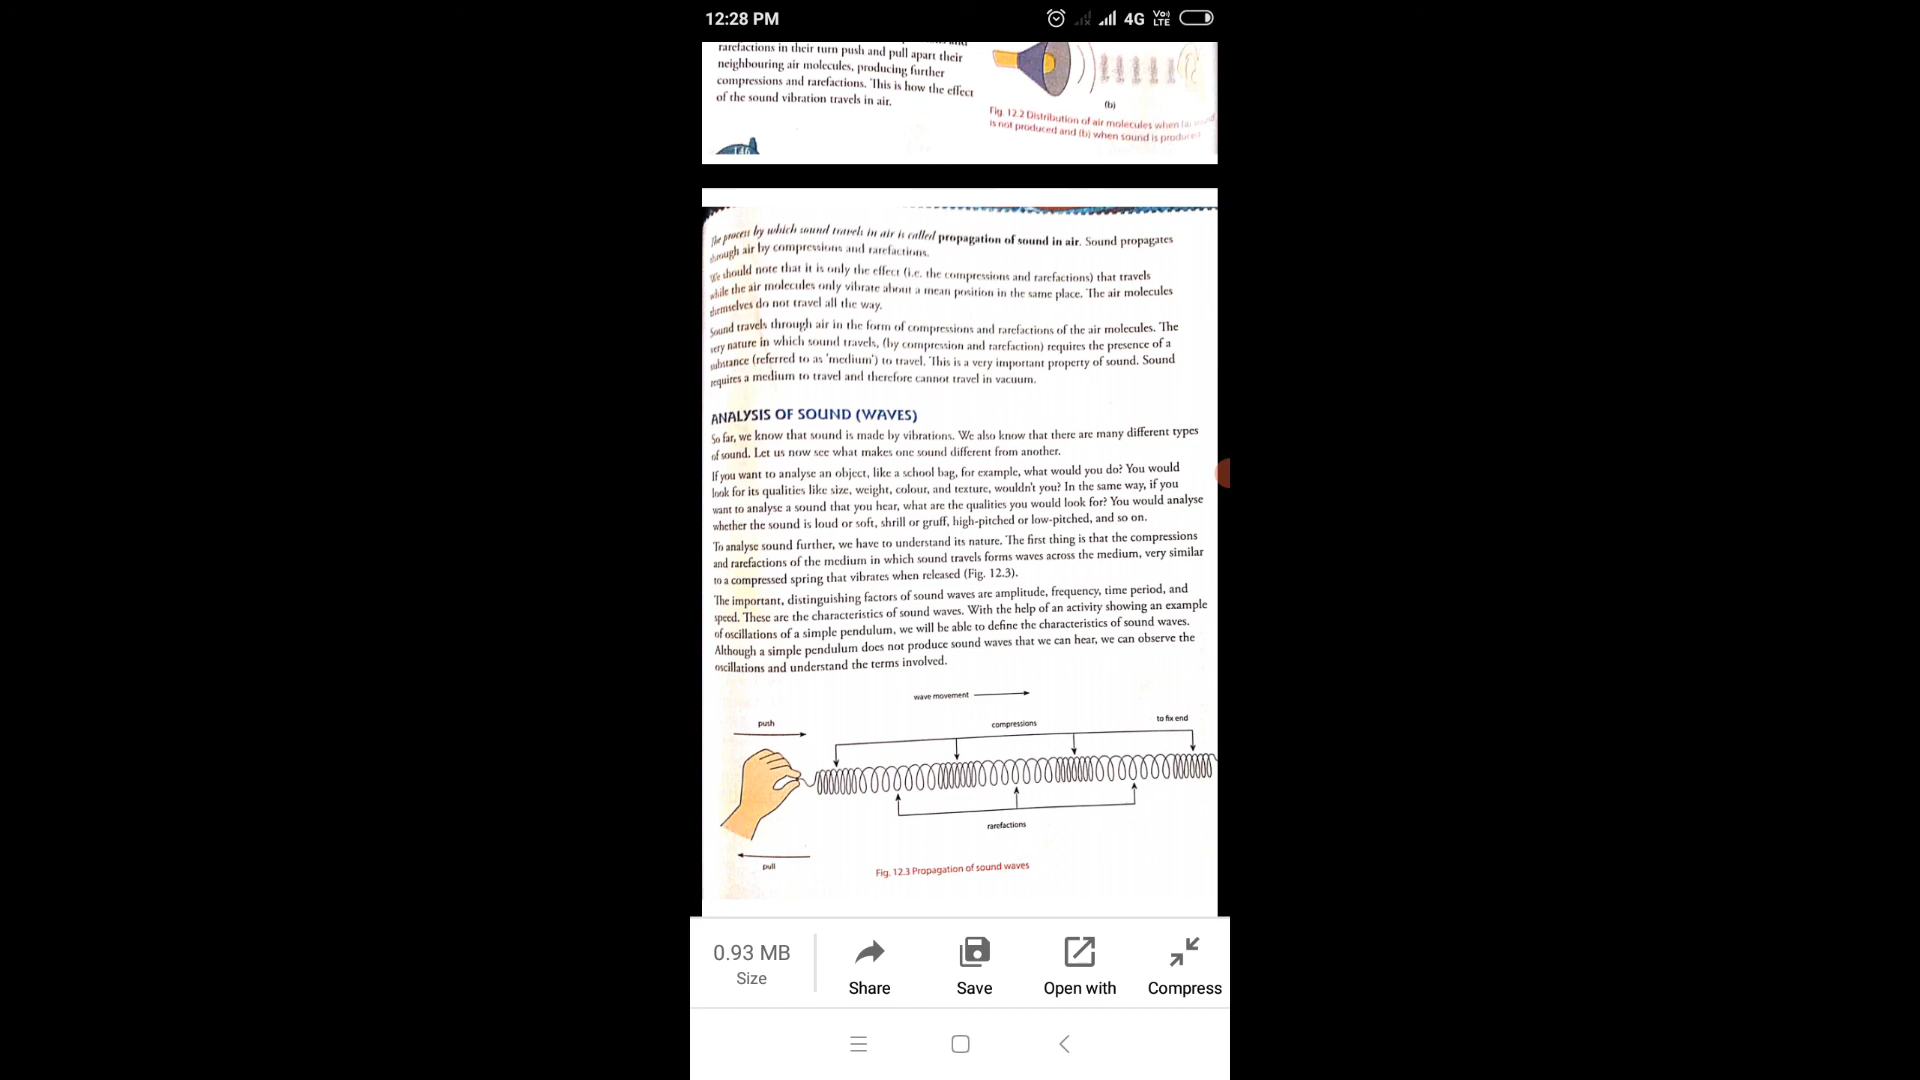 12:28 PM
4G
Vo)
LTE
rarefactions in their turn push and pull apart their
neighbouring air molecules, producing further
compressions and rarefactions. This is how the effect
of the sound vibration travels in air.
(b)
Fig. 12.2 Distribution of air molecules when (a) sound
is not produced and (b) when sound is produced
146
The process by which sound travels in air is called propagation of sound in air. Sound propagates
through air by compressions and rarefactions.
We should note that it is only the effect (i.e. the compressions and rarefactions) that travels
while the air molecules only vibrate about a mean position in the same place. The air molecules
themselves do not travel all the way.
Sound travels through air in the form of compressions and rarefactions of the air molecules. The
very nature in which sound travels, (by compression and rarefaction) requires the presence of a
substance (referred to as 'medium') to travel. This is a very important property of sound. Sound
requires a medium to travel and therefore cannot travel in vacuum.
ANALYSIS OF SOUND (WAVES)
So far, we know that sound is made by vibrations. We also know that there are many different types
of sound. Let us now see what makes one sound different from another.
If you want to analyse an object, like a school bag, for example, what would you do? You would
look for its qualities like size, weight, colour, and texture, wouldn't you? In the same way, if you
want to analyse a sound that you hear, what are the qualities you would look for? You would analyse
whether the sound is loud or soft, shrill or gruff, high-pitched or low-pitched, and so on.
To analyse sound further, we have to understand its nature. The first thing is that the compressions
and rarefactions of the medium in which sound travels forms waves across the medium, very similar
to a compressed spring that vibrates when released (Fig. 12.3).
The important, distinguishing factors of sound waves are amplitude, frequency, time period, and
speed. These are the characteristics of sound waves. With the help of an activity showing an example
of oscillations of a simple pendulum, we will be able to define the characteristics of sound waves.
Although a simple pendulum does not produce sound waves that we can hear, we can observe the
oscillations and understand the terms involved.
wave movement
push
compressions
to fix end
rarefactions
pull
Fig. 12.3 Propagation of sound waves
0.93 MB
Size
Share
Save
Open with
Compress